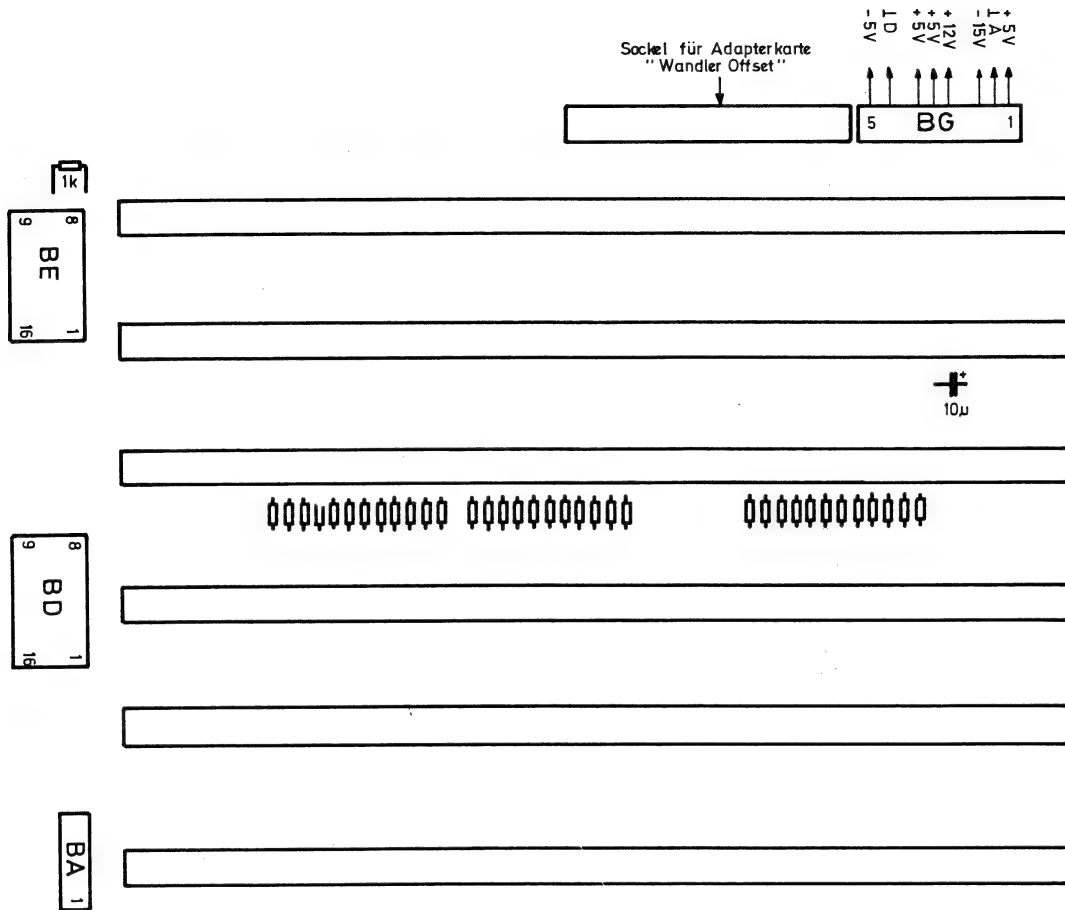 - 5V
⊥ D
+ 5V
+ 5V
+ 12V
- 15V
⊥ A
+ 5V
Sockel für Adapterkarte
"Wandler Offset"
5 BG 1
1k
9 8
BE
16 1
+
10µ
9 8
BD
16 1
BA
1